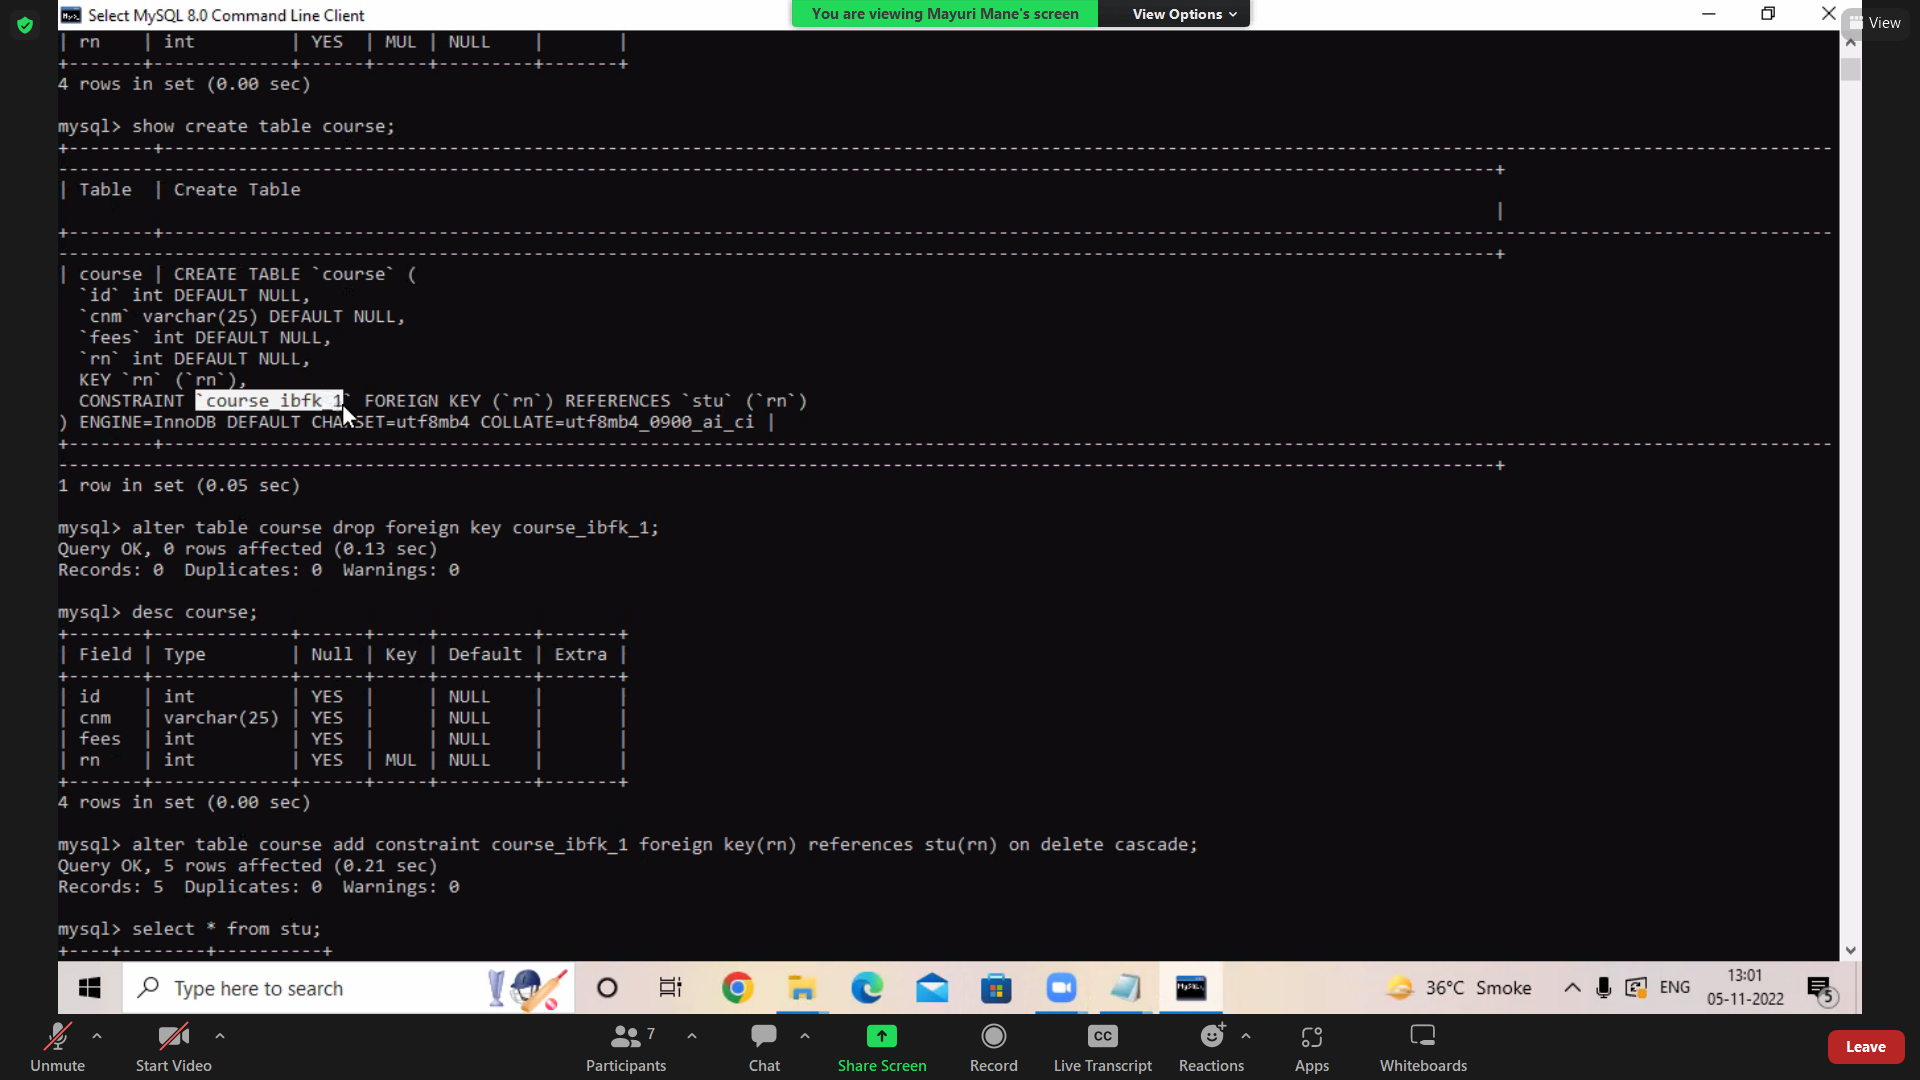 Select MySQL 8.0 Command Line Client
You are viewing Mayuri Mane's screen
View Options
View
| rn    | int         | YES  | MUL | NULL    |       |
+-------+-------------+------+-----+---------+-------+
4 rows in set (0.00 sec)
mysql> show create table course;
| Table  | Create Table
|
| course | CREATE TABLE `course` (
`id` int DEFAULT NULL,
`cnm` varchar(25) DEFAULT NULL,
`fees` int DEFAULT NULL,
`rn` int DEFAULT NULL,
KEY `rn` (`rn`),
CONSTRAINT `course_ibfk_1` FOREIGN KEY (`rn`) REFERENCES `stu` (`rn`)
) ENGINE=InnoDB DEFAULT CHARSET=utf8mb4 COLLATE=utf8mb4_0900_ai_ci |
1 row in set (0.05 sec)
mysql> alter table course drop foreign key course_ibfk_1;
Query OK, 0 rows affected (0.13 sec)
Records: 0  Duplicates: 0  Warnings: 0
mysql> desc course;
+-------+-------------+------+-----+---------+-------+
| Field | Type        | Null | Key | Default | Extra |
+-------+-------------+------+-----+---------+-------+
| id    | int         | YES  |     | NULL    |       |
| cnm   | varchar(25) | YES  |     | NULL    |       |
| fees  | int         | YES  |     | NULL    |       |
| rn    | int         | YES  | MUL | NULL    |       |
+-------+-------------+------+-----+---------+-------+
4 rows in set (0.00 sec)
mysql> alter table course add constraint course_ibfk_1 foreign key(rn) references stu(rn) on delete cascade;
Query OK, 5 rows affected (0.21 sec)
Records: 5  Duplicates: 0  Warnings: 0
mysql> select * from stu;
+----+--------+----------+
Type here to search
MySQL
36°C Smoke
ENG
13:01
05-11-2022
5
Unmute
Start Video
7
Participants
Chat
Share Screen
Record
CC
Live Transcript
Reactions
Apps
Whiteboards
Leave